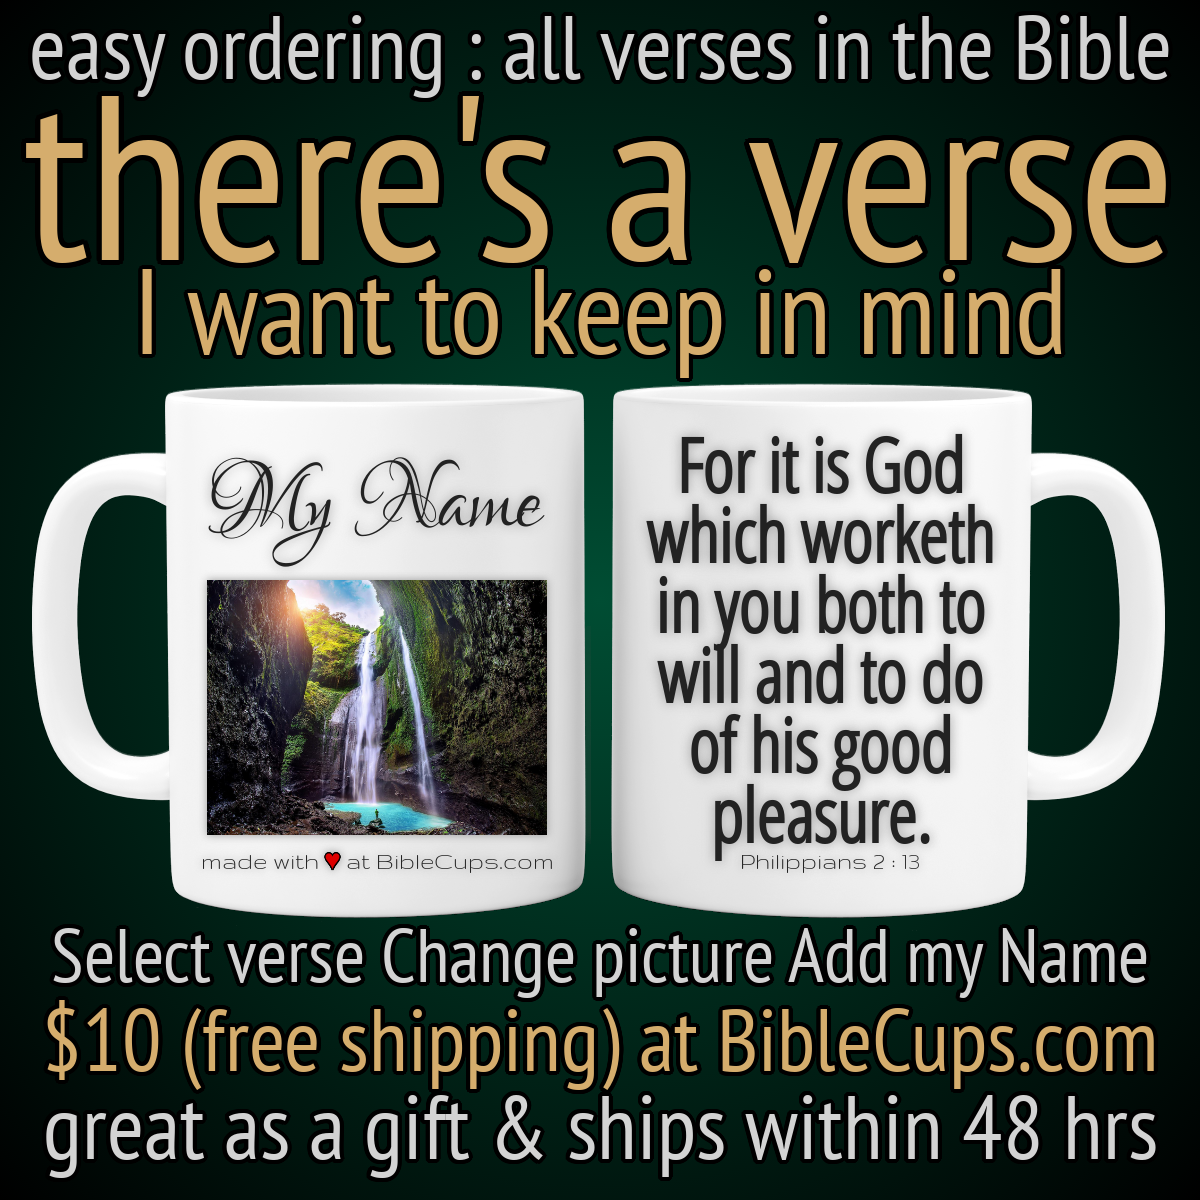 easy ordering : all verses in the Bible
there's a verse
I want to keep in mind
My Name
made with ❤ at BibleCups.com
For it is God
which worketh
in you both to
will and to do
of his good
pleasure.
Philippians 2 : 13
Select verse Change picture Add my Name
$10 (free shipping) at BibleCups.com
great as a gift & ships within 48 hrs